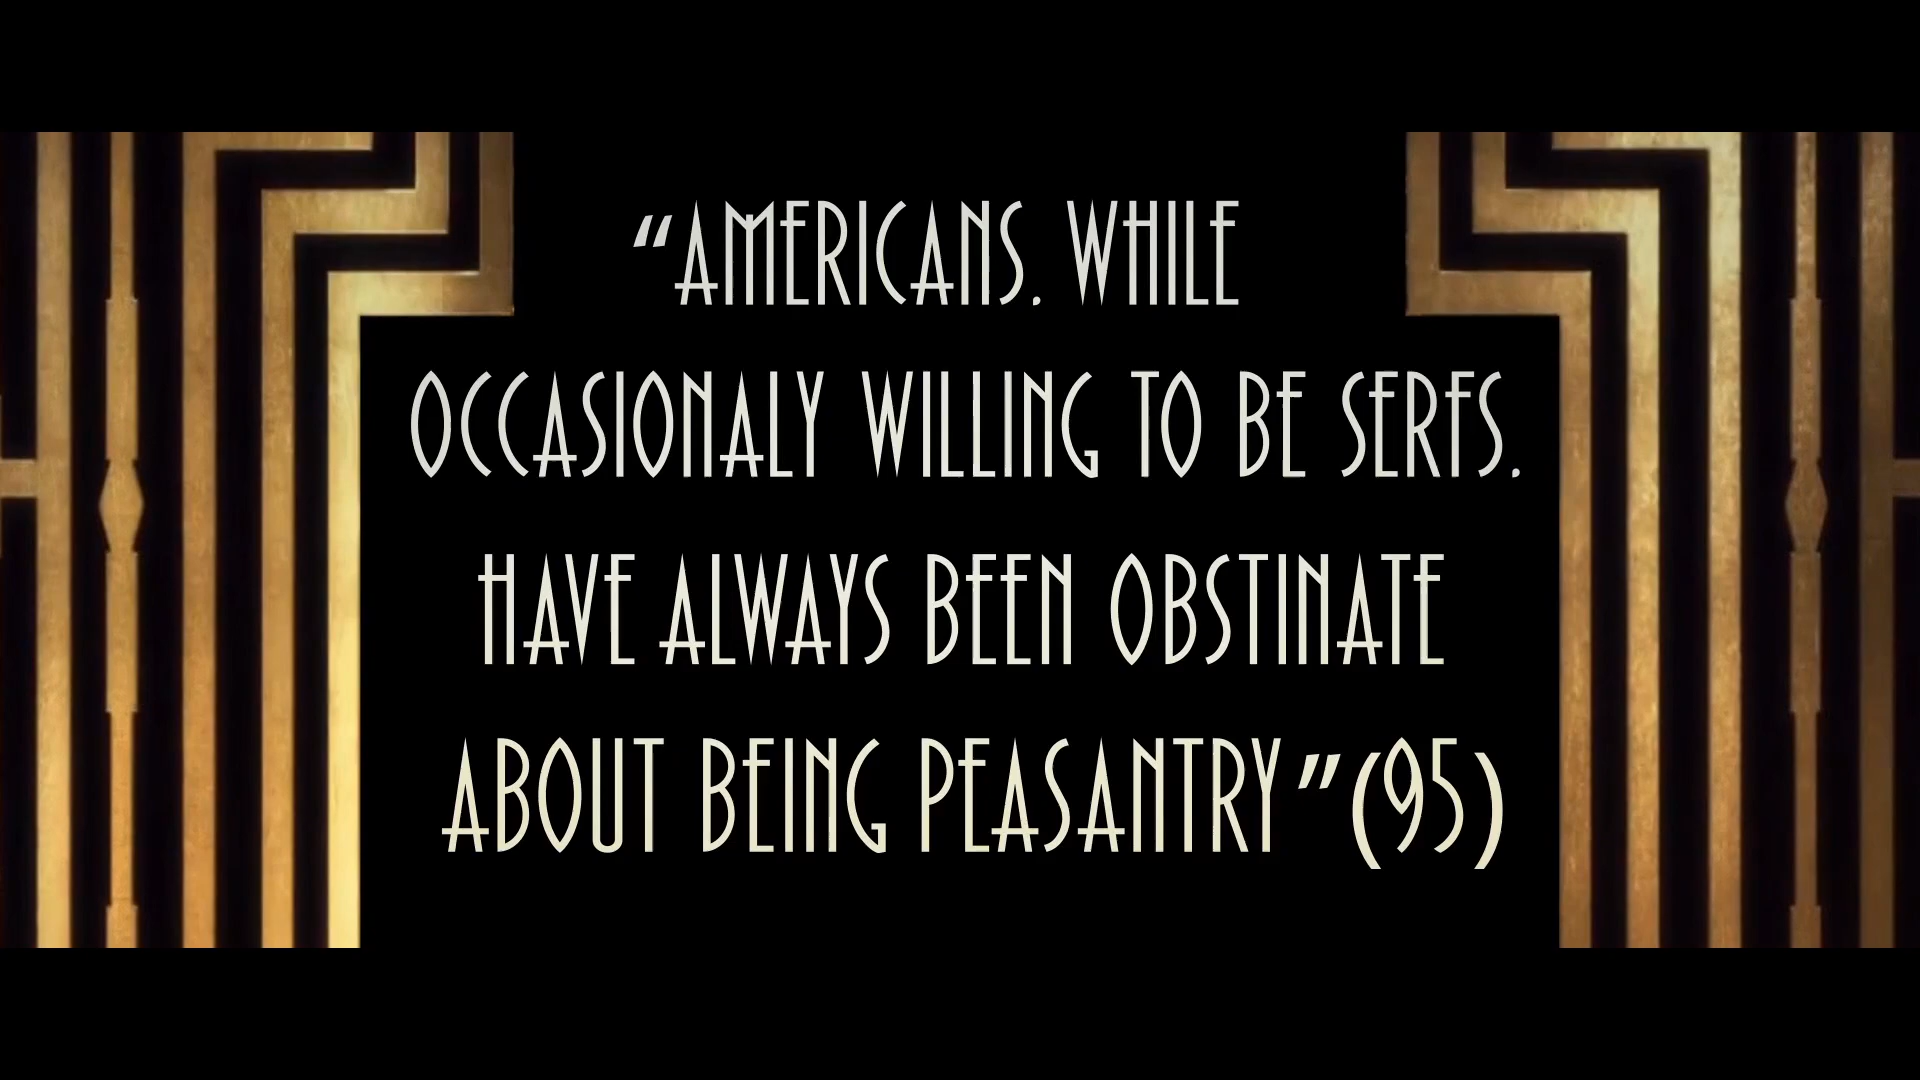 “AMERICANS. WHILE
OCCASIONALY WILLING TO BE SERFS.
HAVE ALWAYS BEEN OBSTINATE
ABOUT BEING PEASANTRY”(95)